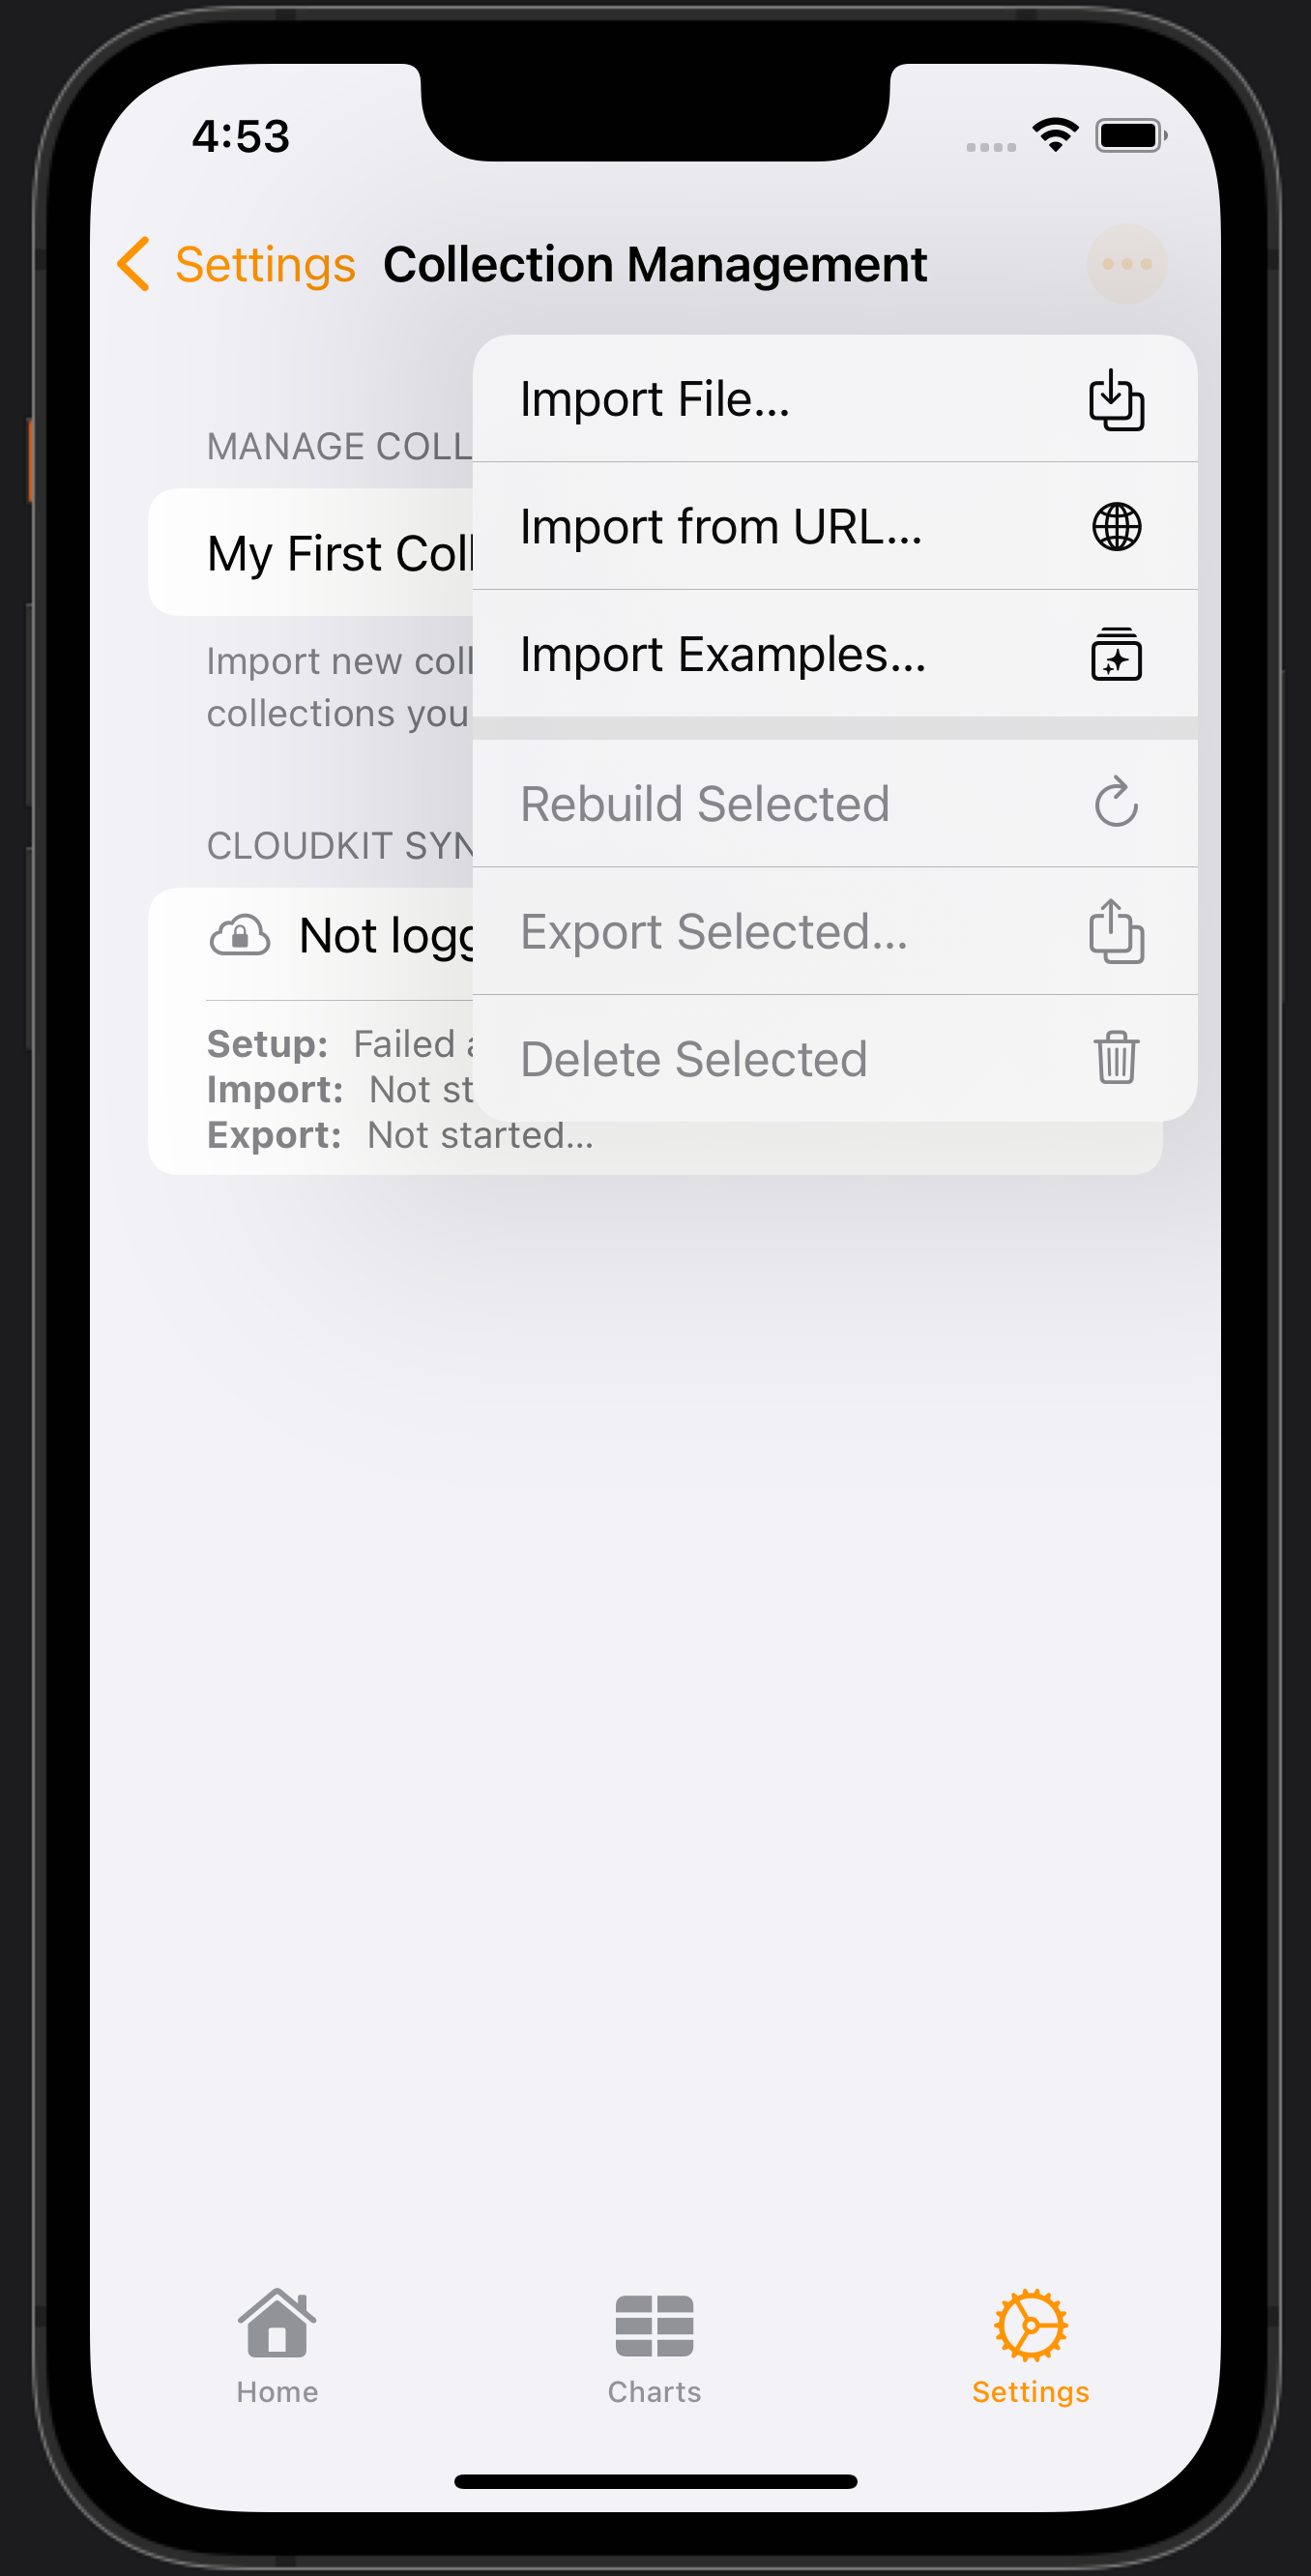 4:53
Settings
Collection Management
Import File...
Import from URL...
Import Examples...
Rebuild Selected
Export Selected...
Delete Selected
MANAGE COLL
My First Coll
Import new coll
collections you
CLOUDKIT SYN
Not logg
Setup: Failed
Import: Not st
Export: Not started...
Home
Charts
Settings